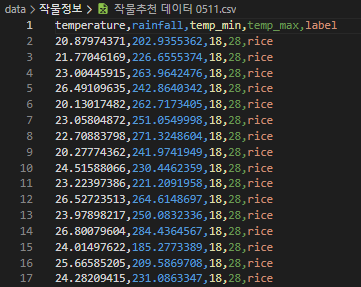 data > 작물정보 > 작물추천 데이터 0511.csv
1 temperature,rainfall,temp_min,temp_max,label
2 20.87974371,202.9355362,18,28,rice
3 21.77046169,226.6555374,18,28,rice
4 23.00445915,263.9642476,18,28,rice
5 26.49109635,242.8640342,18,28,rice
6 20.13017482,262.7173405,18,28,rice
7 23.05804872,251.0549998,18,28,rice
8 22.70883798,271.3248604,18,28,rice
9 20.27774362,241.9741949,18,28,rice
10 24.51588066,230.4462359,18,28,rice
11 23.22397386,221.2091958,18,28,rice
12 26.52723513,264.6148697,18,28,rice
13 23.97898217,250.0832336,18,28,rice
14 26.80079604,284.4364567,18,28,rice
15 24.01497622,185.2773389,18,28,rice
16 25.66585205,209.5869708,18,28,rice
17 24.28209415,231.0863347,18,28,rice